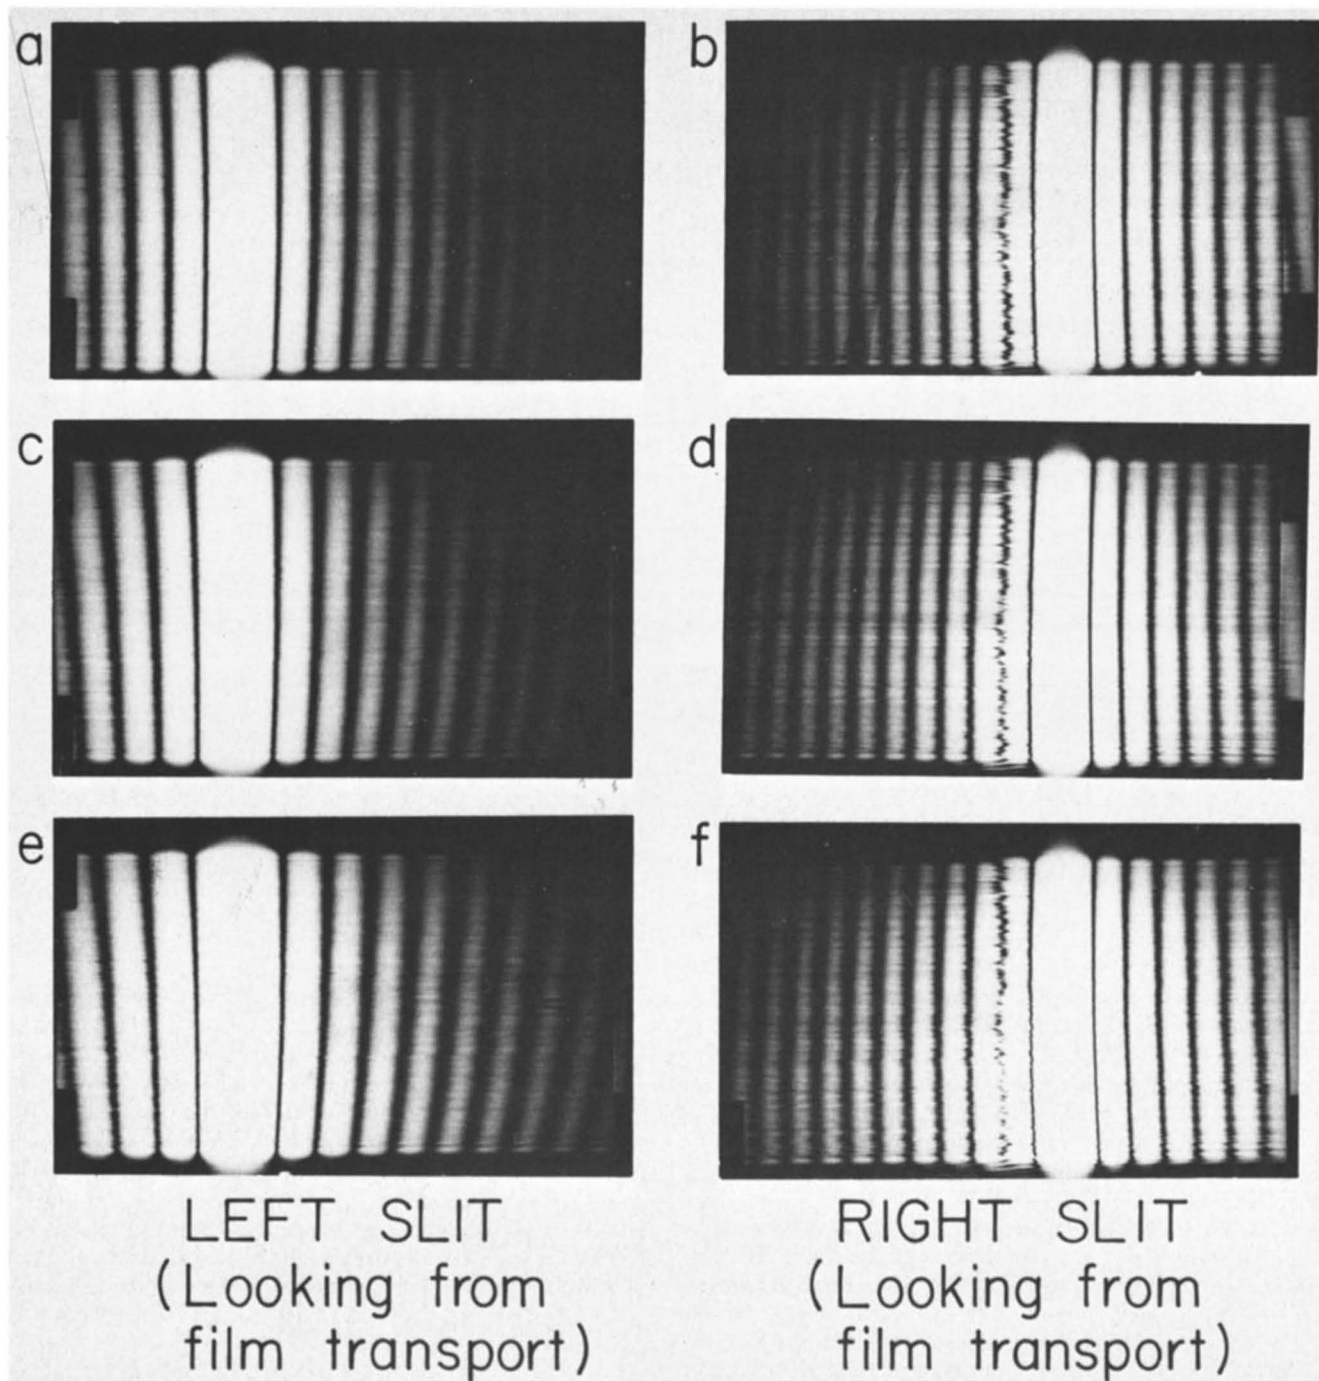 a
b
c
d
e
f
LEFT SLIT
(Looking from
film transport)
RIGHT SLIT
(Looking from
film transport)